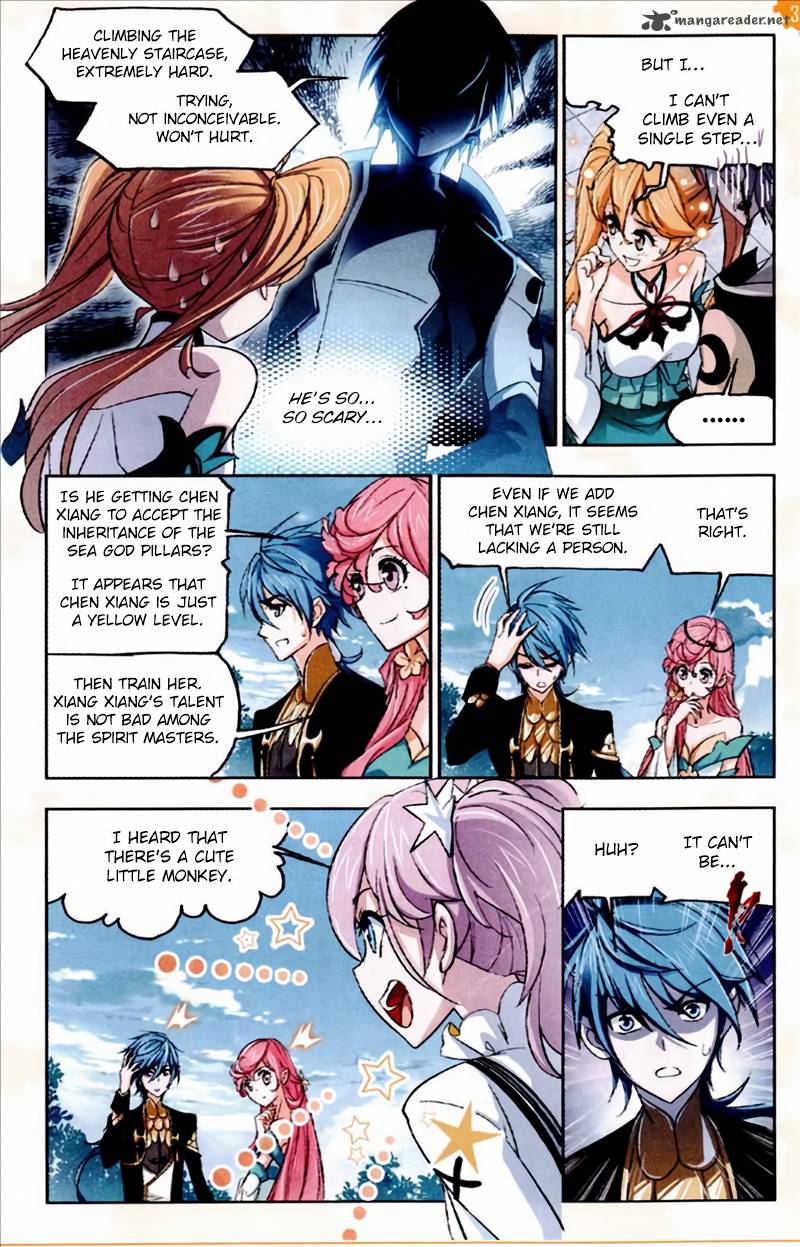 mangareader.net
3
CLIMBING THE
HEAVENLY STAIRCASE,
EXTREMELY HARD.
TRYING,
NOT INCONCEIVABLE.
WON'T HURT.
HE'S SO...
SO SCARY...
BUT I...
I CAN'T
CLIMB EVEN A
SINGLE STEP...
.......
IS HE GETTING CHEN
XIANG TO ACCEPT THE
INHERITANCE OF THE
SEA GOD PILLARS?
IT APPEARS THAT
CHEN XIANG IS JUST
A YELLOW LEVEL.
THEN TRAIN HER.
XIANG XIANG'S TALENT
IS NOT BAD AMONG
THE SPIRIT MASTERS.
EVEN IF WE ADD
CHEN XIANG, IT SEEMS
THAT WE'RE STILL
LACKING A PERSON.
THAT'S
RIGHT.
I HEARD THAT
THERE'S A CUTE
LITTLE MONKEY.
HUH?
IT CAN'T
BE...